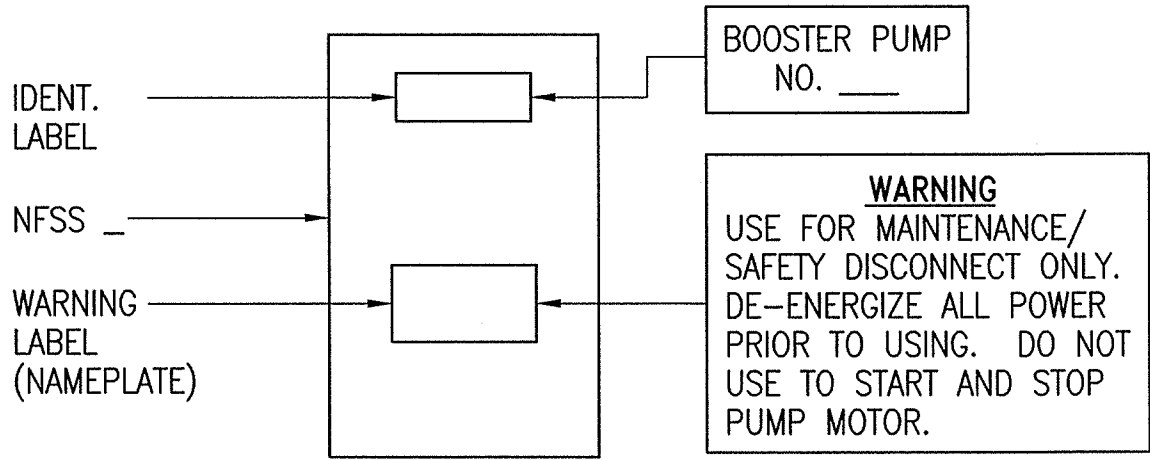 IDENT.
LABEL
NFSS _
WARNING
LABEL
(NAMEPLATE)
BOOSTER PUMP
NO. ___
WARNING
USE FOR MAINTENANCE/
SAFETY DISCONNECT ONLY.
DE-ENERGIZE ALL POWER
PRIOR TO USING. DO NOT
USE TO START AND STOP
PUMP MOTOR.